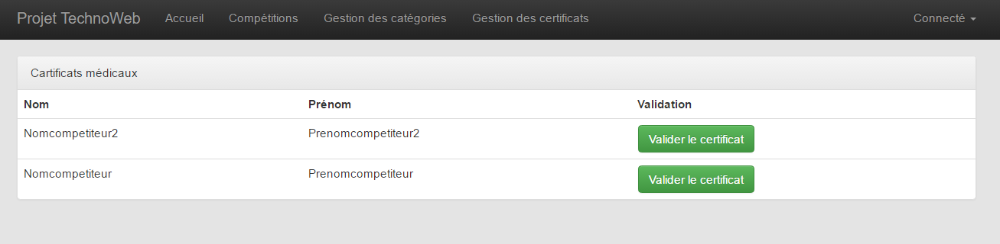 Projet TechnoWeb Accueil Compétitions Gestion des catégories Gestion des certificats Connecté
Cartificats médicaux
Nom Prénom Validation
Nomcompetiteur2 Prenomcompetiteur2 Valider le certificat
Nomcompetiteur Prenomcompetiteur Valider le certificat